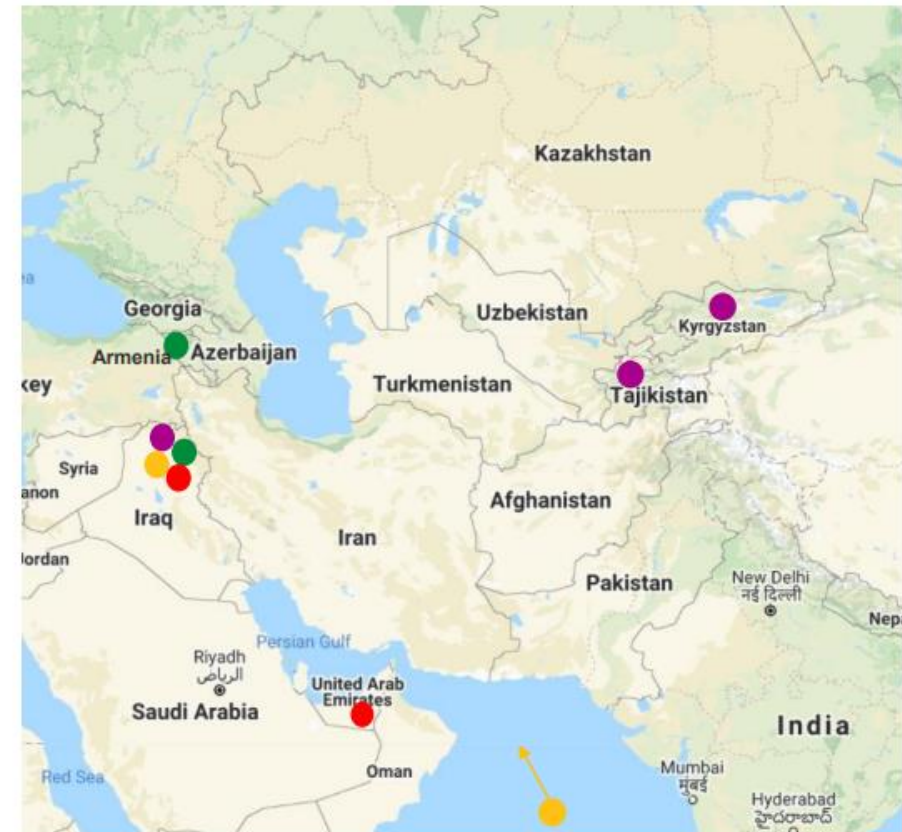 Kazakhstan
Georgia
Uzbekistan
Kyrgyzstan
Armenia
Azerbaijan
key
Turkmenistan
Tajikistan
Syria
anon
Iraq
Afghanistan
Iran
Jordan
Pakistan
New Delhi
नई दिल्ली
Nep
Persian Gulf
Riyadh
الرياض
United Arab
Emirates
Saudi Arabia
India
Oman
Mumbai
मुंबई
Red Sea
Hyderabad
హైదరాబాద్